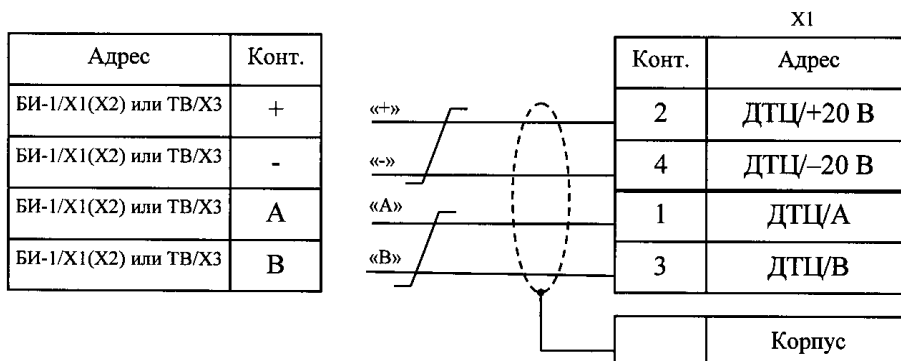 X1
Адрес Конт.
БИ-1/X1(X2) или ТВ/X3 +
БИ-1/X1(X2) или ТВ/X3 -
БИ-1/X1(X2) или ТВ/X3 А
БИ-1/X1(X2) или ТВ/X3 В
«+»
«-»
«А»
«В»
Конт. Адрес
2 ДТЦ/+20 В
4 ДТЦ/–20 В
1 ДТЦ/А
3 ДТЦ/В
Корпус